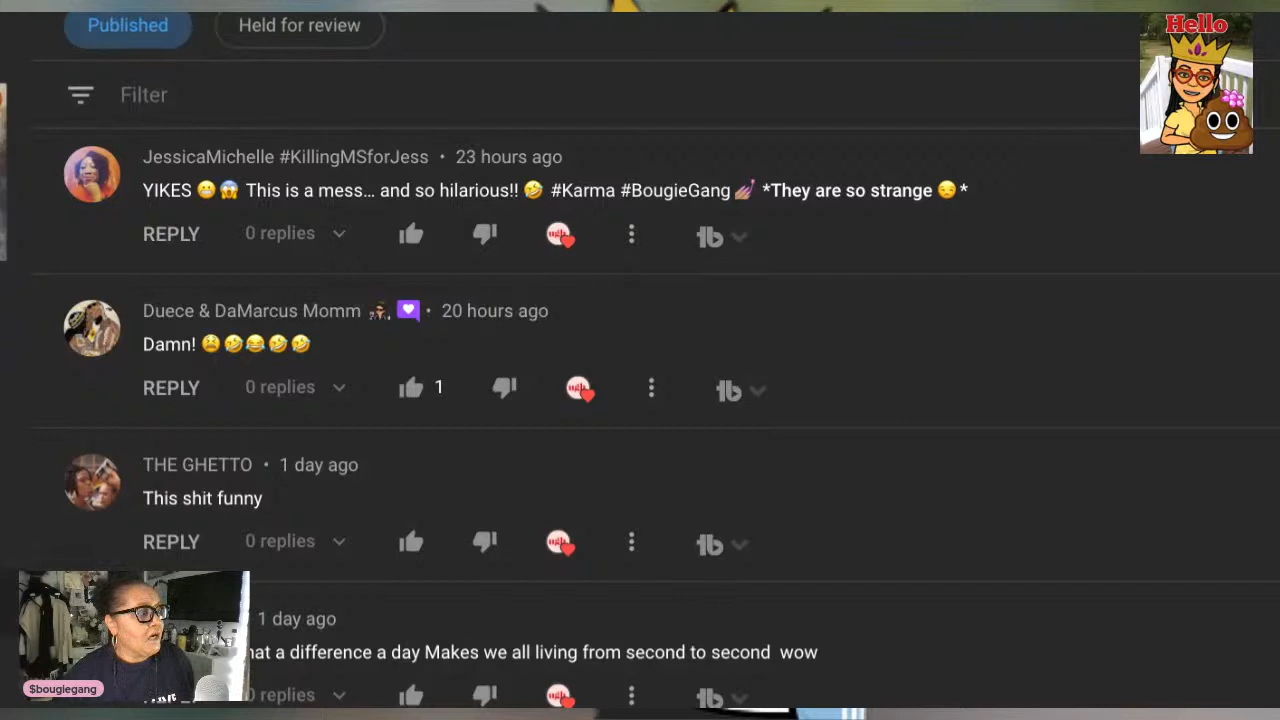 Published Held for review
Hello
Filter
JessicaMichelle #KillingMSforJess • 23 hours ago
YIKES 😬😱 This is a mess... and so hilarious!! 🤣 #Karma #BougieGang 💅🏽 *They are so strange 😒*
REPLY 0 replies
Duece & DaMarcus Momm • 20 hours ago
Damn! 😫🤣😂🤣🤣
REPLY 0 replies 1
THE GHETTO • 1 day ago
This shit funny
REPLY 0 replies
1 day ago
hat a difference a day Makes we all living from second to second wow
$bougiegang
0 replies